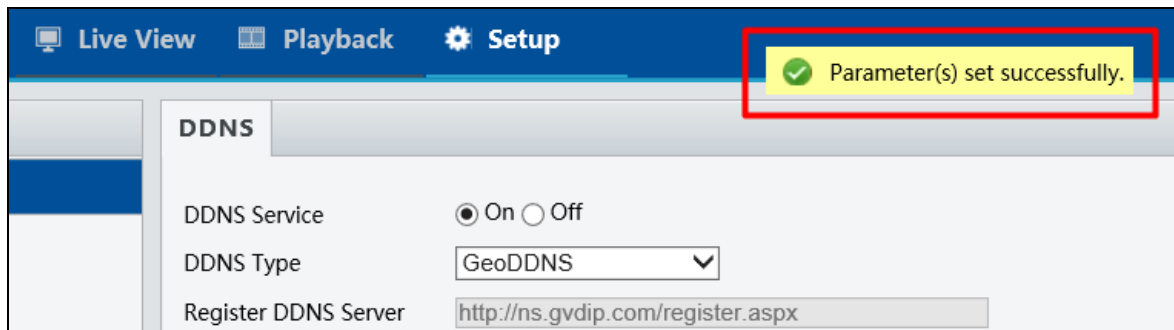 Live View Playback Setup
Parameter(s) set successfully.
DDNS
DDNS Service On Off
DDNS Type GeoDDNS
Register DDNS Server http://ns.gvdip.com/register.aspx